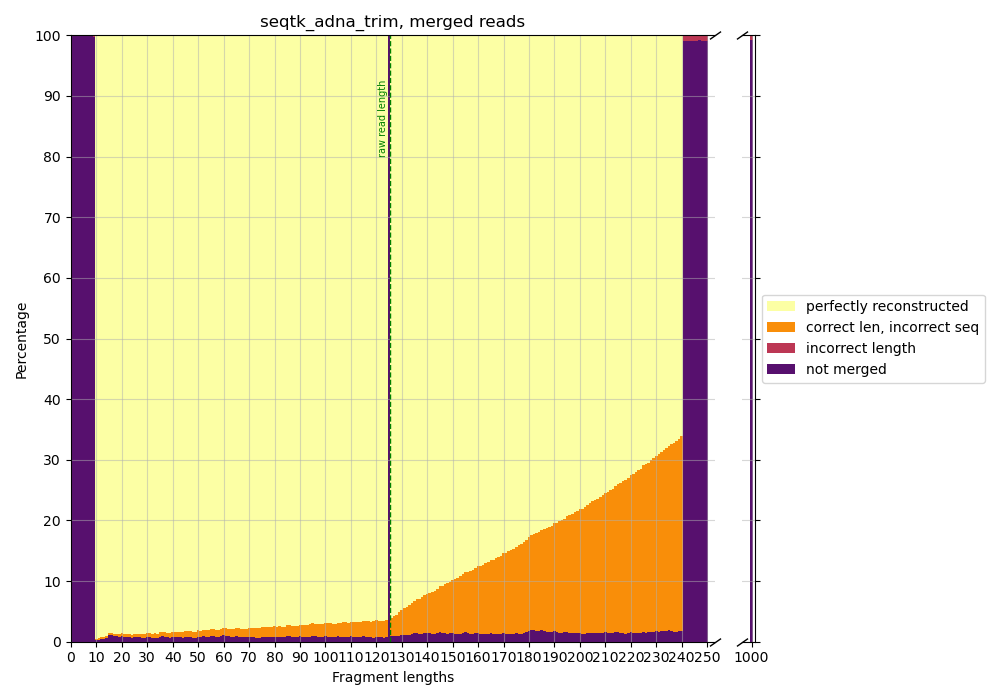 seqtk_adna_trim, merged reads
100
90
80
70
60
50
40
30
20
10
0
Percentage
raw read length
0 10 20 30 40 50 60 70 80 90 100 110 120 130 140 150 160 170 180 190 200 210 220 230 240 250 1000
Fragment lengths
perfectly reconstructed
correct len, incorrect seq
incorrect length
not merged